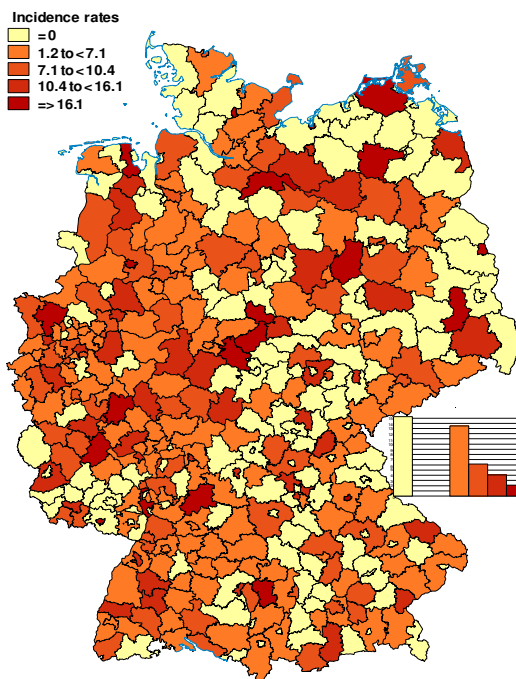 Incidence rates
= 0
1.2 to < 7.1
7.1 to < 10.4
10.4 to < 16.1
=> 16.1